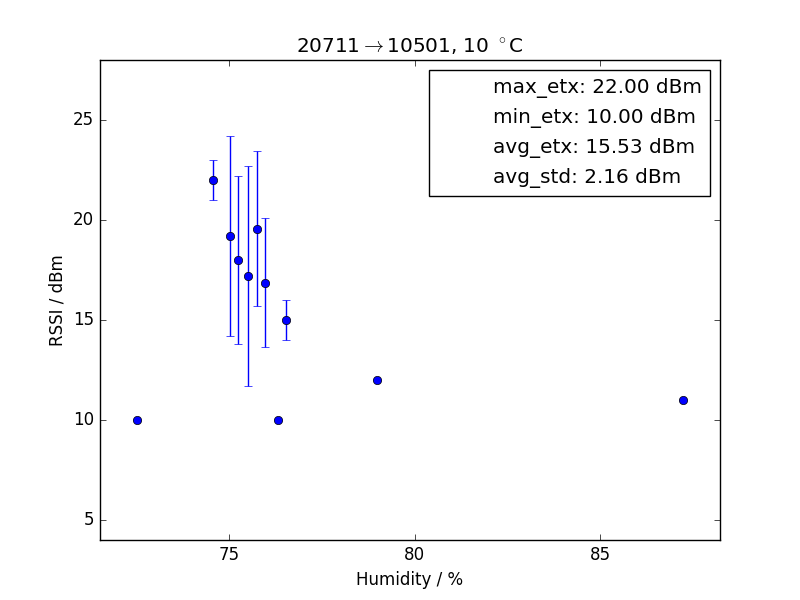 20711→10501, 10 °C
max_etx: 22.00 dBm
min_etx: 10.00 dBm
avg_etx: 15.53 dBm
avg_std: 2.16 dBm
25
20
15
10
5
RSSI / dBm
75 80 85
Humidity / %